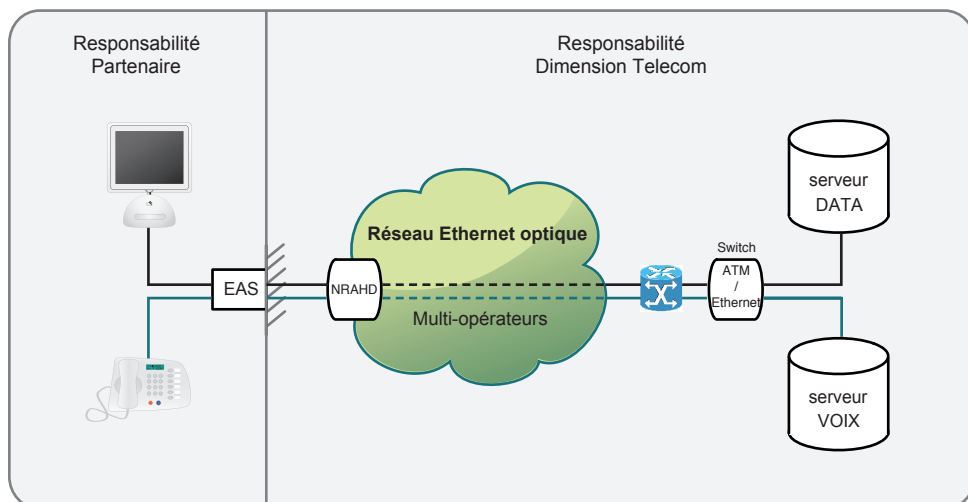 Responsabilité
Partenaire
Responsabilité
Dimension Telecom
serveur
DATA
Réseau Ethernet optique
Switch
EAS
NRAHD
ATM
/
Ethernet
Multi-opérateurs
serveur
VOIX